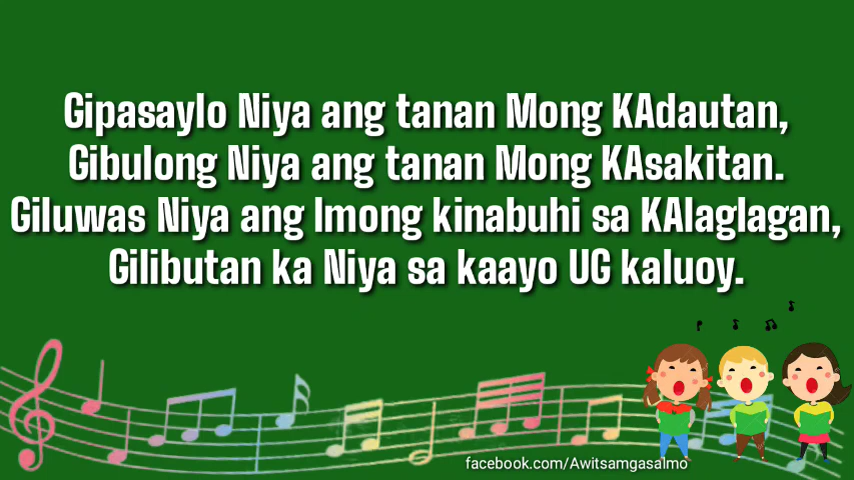 Gipasaylo Niya ang tanan Mong KAdautan,
Gibulong Niya ang tanan Mong KAsakitan.
Giluwas Niya ang Imong kinabuhi sa KAlaglagan,
Gilibutan ka Niya sa kaayo UG kaluoy.
facebook.com/Awitsamgasalmo